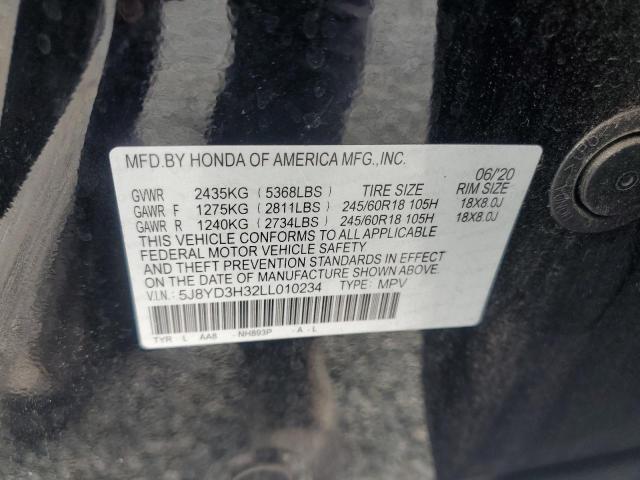 MFD.BY HONDA OF AMERICA MFG.,INC.
06/20
GVWR 2435KG (5368LBS) TIRE SIZE RIM SIZE
GAWR F 1275KG (2811LBS) 245/60R18 105H 18X8.0J
GAWR R 1240KG (2734LBS) 245/60R18 105H 18X8.0J
THIS VEHICLE CONFORMS TO ALL APPLICABLE
FEDERAL MOTOR VEHICLE SAFETY
AND THEFT PREVENTION STANDARDS IN EFFECT
ON THE DATE OF MANUFACTURE SHOWN ABOVE.
V.I.N.: 5J8YD3H32LL010234 TYPE: MPV
TYR L AA8 -NH893P -A-L